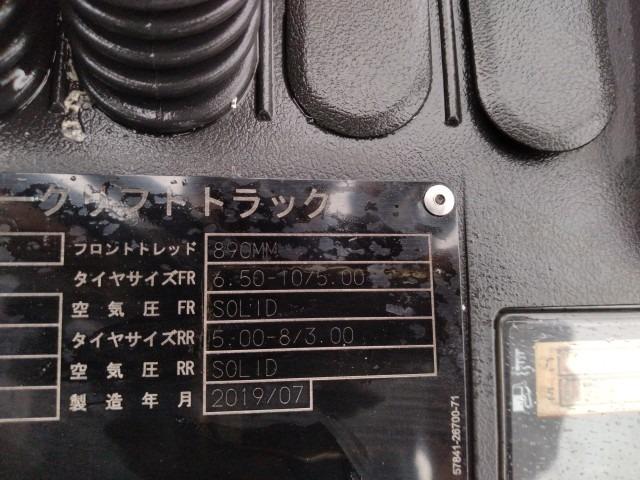 ークリフトトラック
フロントトレッド 890MM
タイヤサイズFR 6.50-10/5.00
空気圧 FR SOLID
タイヤサイズRR 5.00-8/3.00
空気圧 RR SOLID
製造年月 2019/07
57841-26700-71